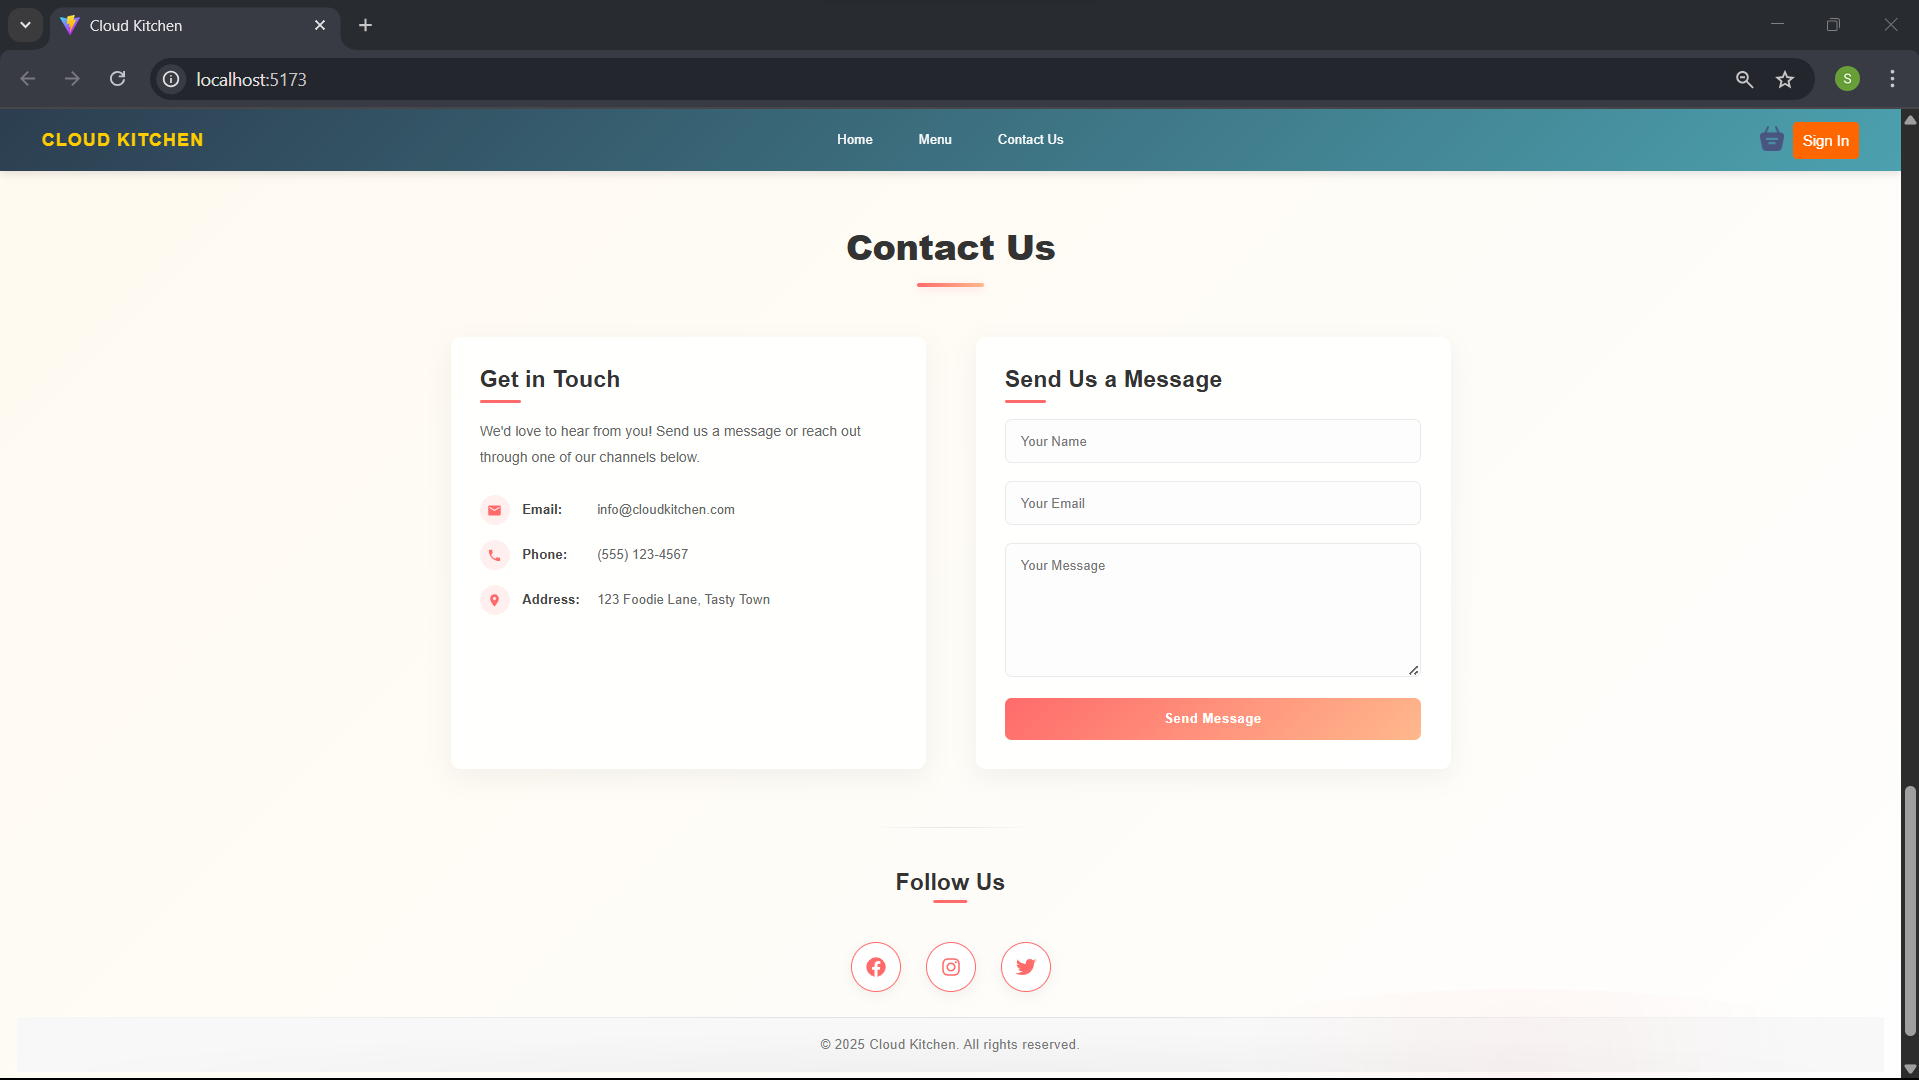 Cloud Kitchen
localhost:5173
S
CLOUD KITCHEN
Home
Menu
Contact Us
Sign In
Contact Us
Get in Touch
We'd love to hear from you! Send us a message or reach out
through one of our channels below.
Email: info@cloudkitchen.com
Phone: (555) 123-4567
Address: 123 Foodie Lane, Tasty Town
Send Us a Message
Your Name
Your Email
Your Message
Send Message
Follow Us
© 2025 Cloud Kitchen. All rights reserved.